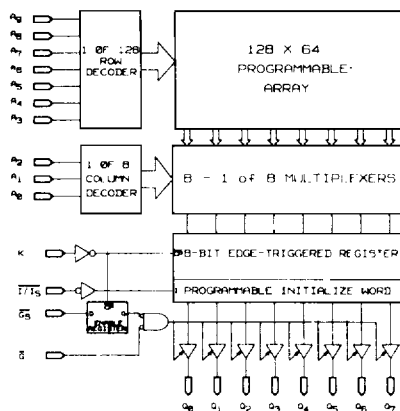 A9
A8
A7
A6
A5
A4
A3
1 OF 128
ROW
DECODER
128 X 64
PROGRAMMABLE
ARRAY
A2
A1
A0
1 OF 8
COLUMN
DECODER
8 - 1 of 8 MULTIPLEXERS
K
8-BIT EDGE-TRIGGERED REGISTER
I/IS
PROGRAMMABLE INITIALIZE WORD
GS
ENABLE
REGISTER
G
Q0 Q1 Q2 Q3 Q4 Q5 Q6 Q7